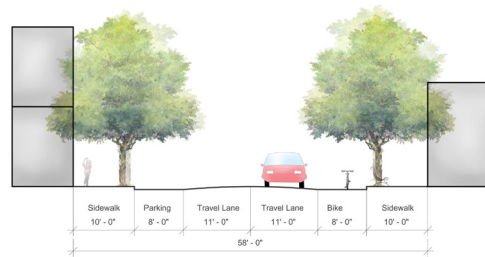 Sidewalk Parking Travel Lane Travel Lane Bike Sidewalk
10' - 0" 8' - 0" 11' - 0" 11' - 0" 8' - 0" 10' - 0"
58' - 0"